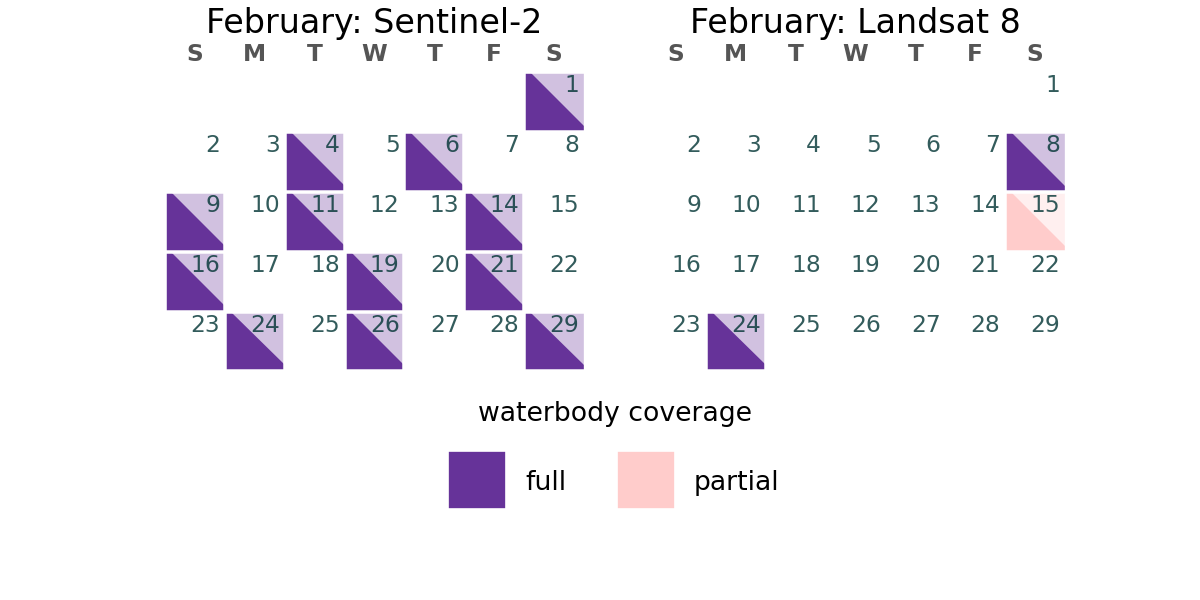 February: Sentinel-2
S M T W T F S
1
2 3 4 5 6 7 8
9 10 11 12 13 14 15
16 17 18 19 20 21 22
23 24 25 26 27 28 29
February: Landsat 8
S M T W T F S
1
2 3 4 5 6 7 8
9 10 11 12 13 14 15
16 17 18 19 20 21 22
23 24 25 26 27 28 29
waterbody coverage
full partial